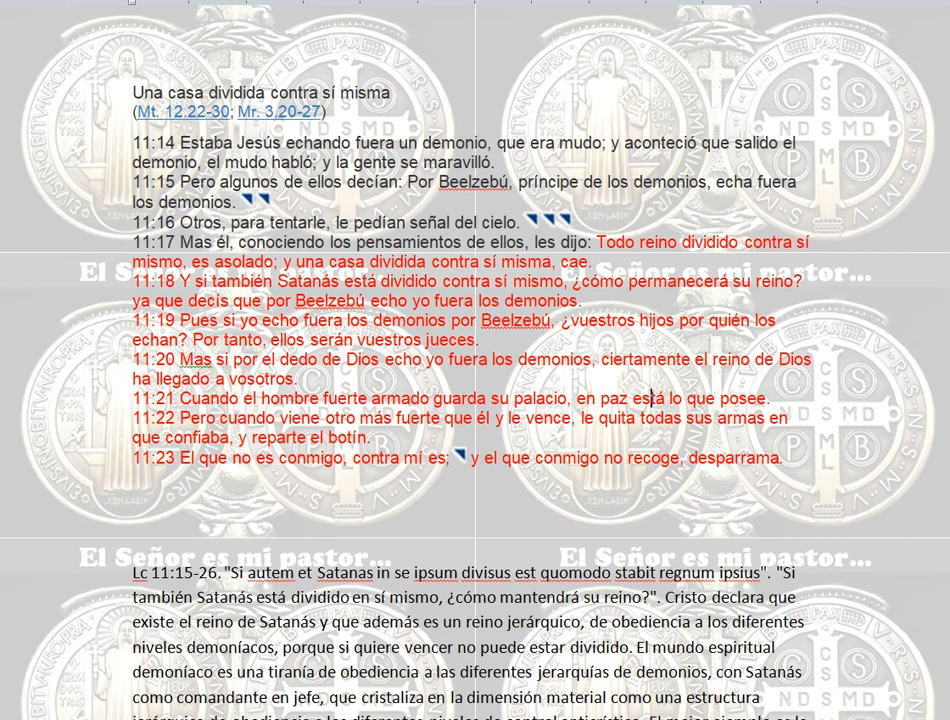 Una casa dividida contra sí misma
(Mt. 12.22-30; Mr. 3.20-27)
11:14 Estaba Jesús echando fuera un demonio, que era mudo; y aconteció que salido el
demonio, el mudo habló; y la gente se maravilló.
11:15 Pero algunos de ellos decían: Por Beelzebú, príncipe de los demonios, echa fuera
los demonios.
11:16 Otros, para tentarle, le pedían señal del cielo.
11:17 Mas él, conociendo los pensamientos de ellos, les dijo: Todo reino dividido contra sí
mismo, es asolado; y una casa dividida contra sí misma, cae.
El Señor es mi pastor... El Señor es mi pastor...
11:18 Y si también Satanás está dividido contra sí mismo, ¿cómo permanecerá su reino?
ya que decís que por Beelzebú echo yo fuera los demonios.
11:19 Pues si yo echo fuera los demonios por Beelzebú, ¿vuestros hijos por quién los
echan? Por tanto, ellos serán vuestros jueces.
11:20 Mas si por el dedo de Dios echo yo fuera los demonios, ciertamente el reino de Dios
ha llegado a vosotros.
11:21 Cuando el hombre fuerte armado guarda su palacio, en paz está lo que posee.
11:22 Pero cuando viene otro más fuerte que él y le vence, le quita todas sus armas en
que confiaba, y reparte el botín.
11:23 El que no es conmigo, contra mí es; y el que conmigo no recoge, desparrama.
El Señor es mi pastor... El Señor es mi pastor...
Lc 11:15-26. "Si autem et Satanas in se ipsum divisus est quomodo stabit regnum ipsius". "Si
también Satanás está dividido en sí mismo, ¿cómo mantendrá su reino?". Cristo declara que
existe el reino de Satanás y que además es un reino jerárquico, de obediencia a los diferentes
niveles demoníacos, porque si quiere vencer no puede estar dividido. El mundo espiritual
demoníaco es una tiranía de obediencia a las diferentes jerarquías de demonios, con Satanás
como comandante en jefe, que cristaliza en la dimensión material como una estructura